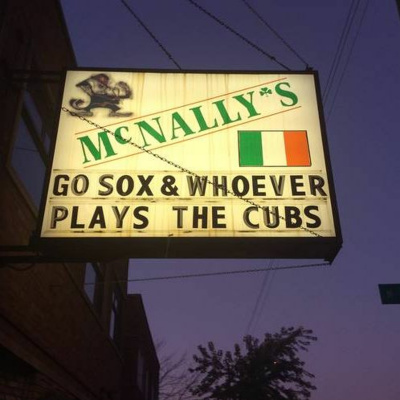 McNALLY'S
GO SOX & WHOEVER
PLAYS THE CUBS